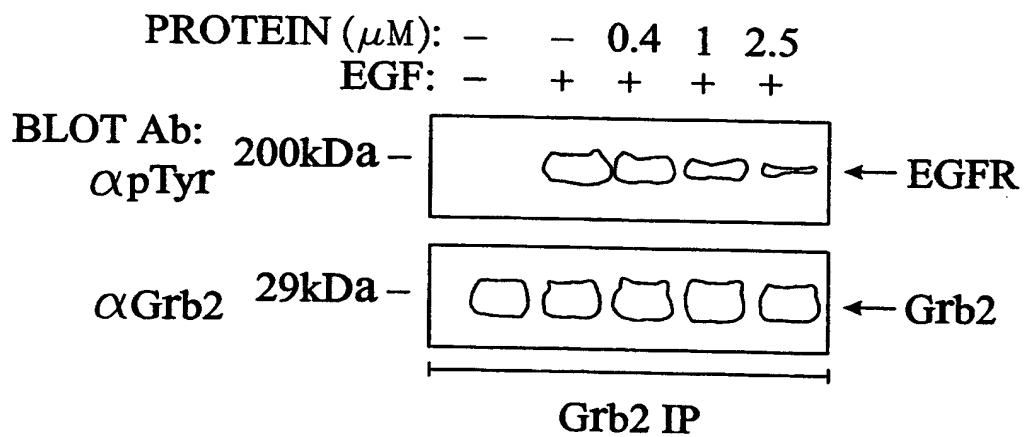 PROTEIN (μM): – – 0.4 1 2.5
EGF: – + + + +
BLOT Ab:
αpTyr 200kDa – ← EGFR
αGrb2 29kDa – ← Grb2
Grb2 IP